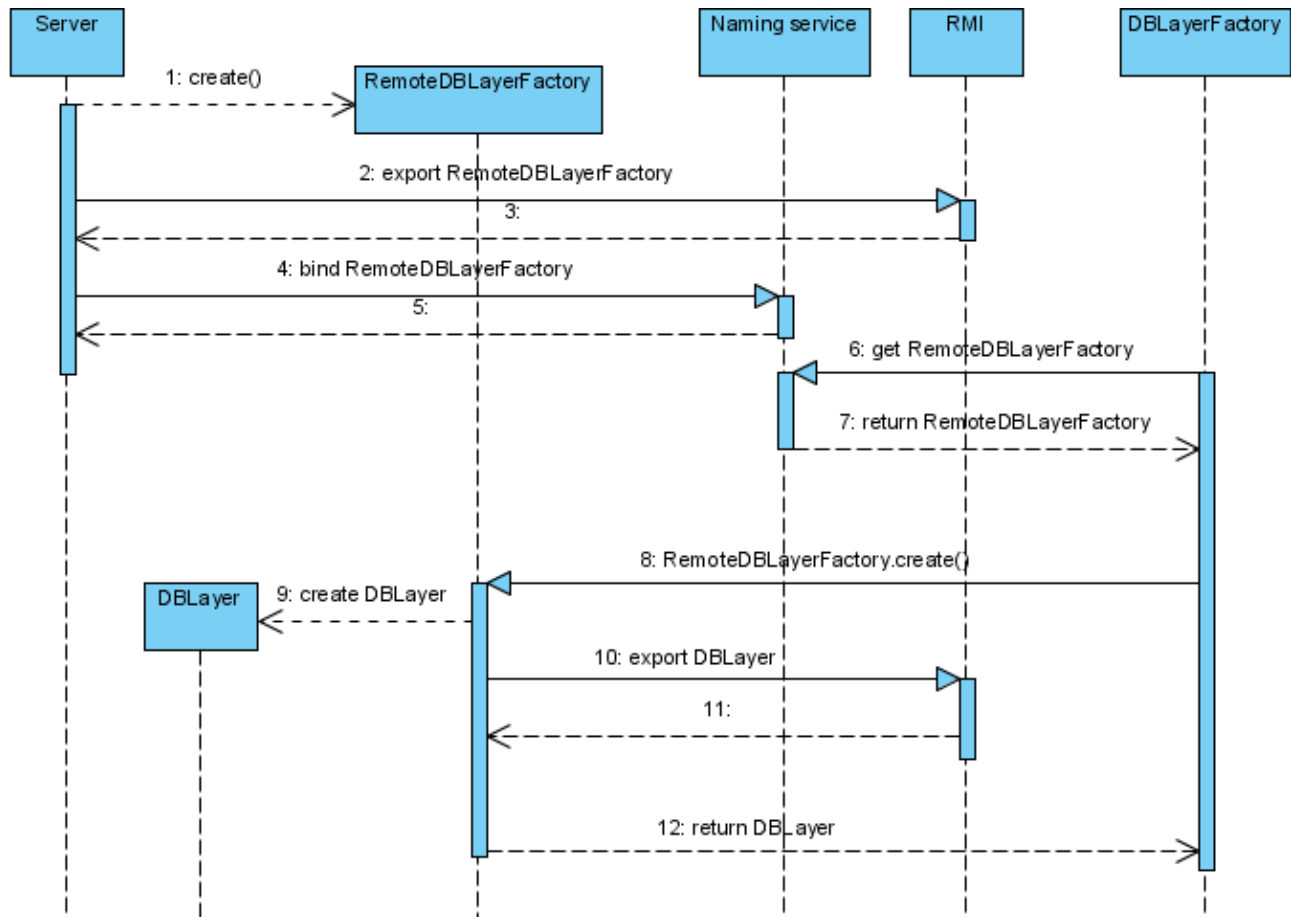 Server
Naming service
RMI
DBLayerFactory
1: create()
RemoteDBLayerFactory
2: export RemoteDBLayerFactory
3:
4: bind RemoteDBLayerFactory
5:
6: get RemoteDBLayerFactory
7: return RemoteDBLayerFactory
8: RemoteDBLayerFactory.create()
DBLayer
9: create DBLayer
10: export DBLayer
11:
12: return DBLayer